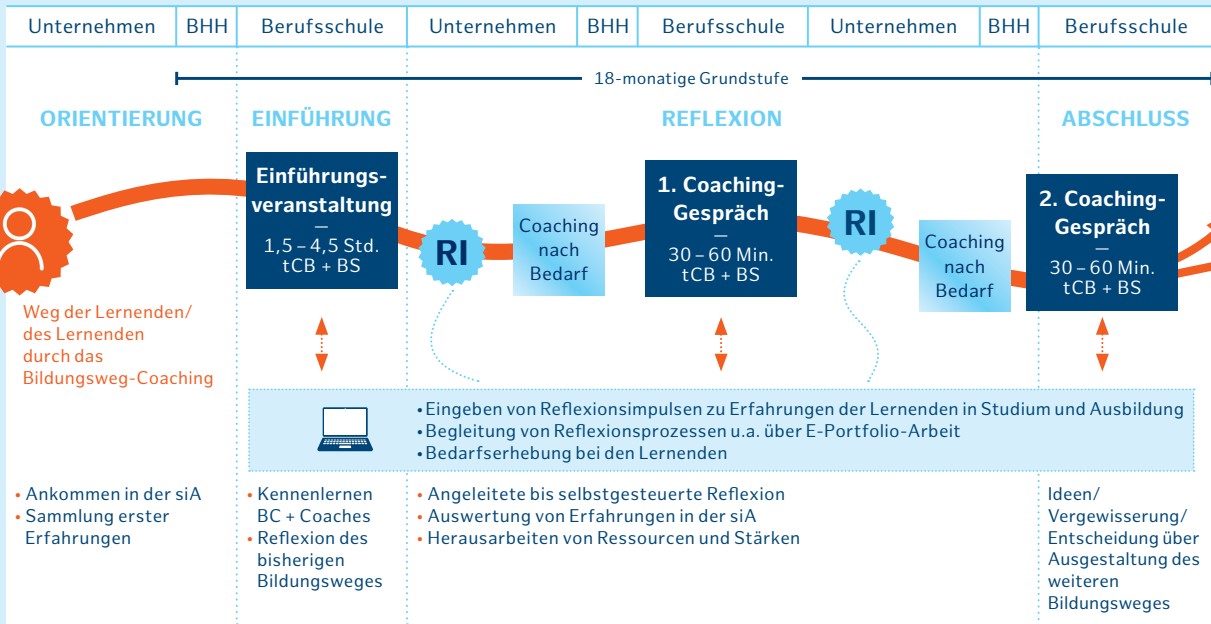 Unternehmen BHH Berufsschule Unternehmen BHH Berufsschule Unternehmen BHH Berufsschule
18-monatige Grundstufe
ORIENTIERUNG EINFÜHRUNG REFLEXION ABSCHLUSS
Einführungs-
veranstaltung
—
1,5 – 4,5 Std.
tCB + BS
RI
Coaching
nach
Bedarf
1. Coaching-
Gespräch
—
30 – 60 Min.
tCB + BS
RI
Coaching
nach
Bedarf
2. Coaching-
Gespräch
—
30 – 60 Min.
tCB + BS
Weg der Lernenden/
des Lernenden
durch das
Bildungsweg-Coaching
• Eingeben von Reflexionsimpulsen zu Erfahrungen der Lernenden in Studium und Ausbildung
• Begleitung von Reflexionsprozessen u.a. über E-Portfolio-Arbeit
• Bedarfserhebung bei den Lernenden
• Ankommen in der siA
• Sammlung erster
Erfahrungen
• Kennenlernen
BC + Coaches
• Reflexion des
bisherigen
Bildungsweges
• Angeleitete bis selbstgesteuerte Reflexion
• Auswertung von Erfahrungen in der siA
• Herausarbeiten von Ressourcen und Stärken
Ideen/
Vergewisserung/
Entscheidung über
Ausgestaltung des
weiteren
Bildungsweges